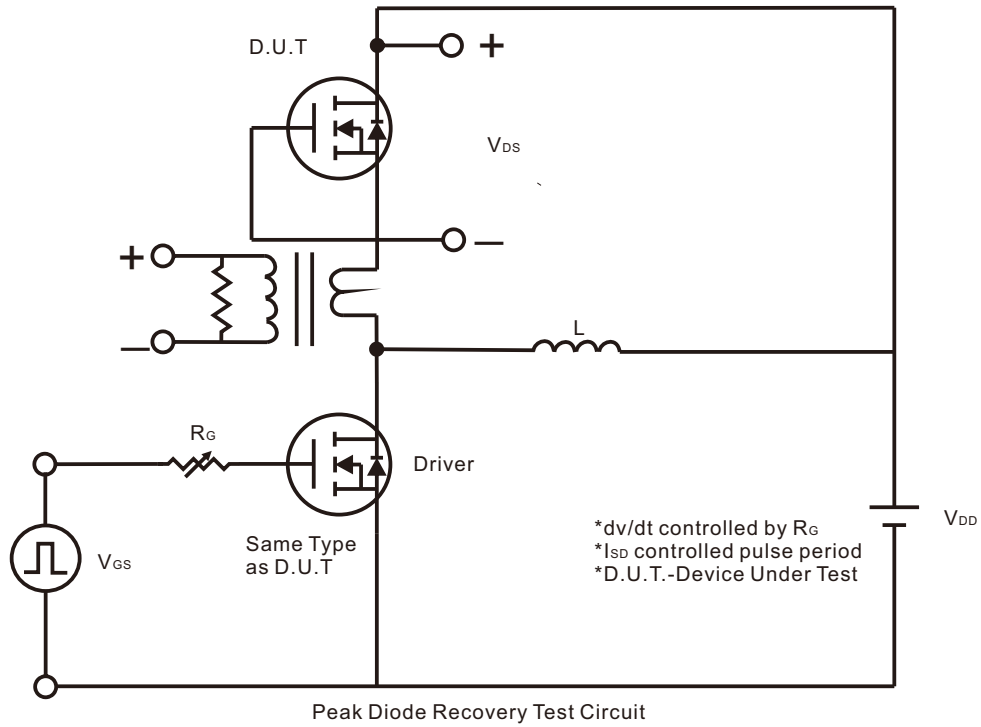 D.U.T
+
VDS
—
+
—
L
RG
Driver
VGS
Same Type
as D.U.T
*dv/dt controlled by RG
*ISD controlled pulse period
*D.U.T.-Device Under Test
VDD
Peak Diode Recovery Test Circuit